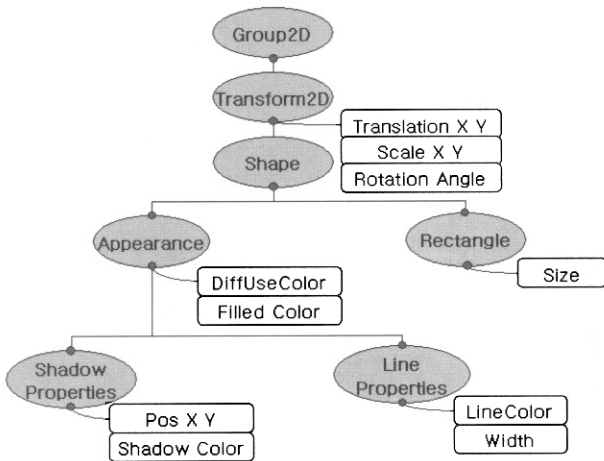 Group2D
Transform2D
Translation X Y
Scale X Y
Rotation Angle
Shape
Appearance
Rectangle
DiffUseColor
Filled Color
Size
Shadow
Properties
Line
Properties
Pos X Y
Shadow Color
LineColor
Width